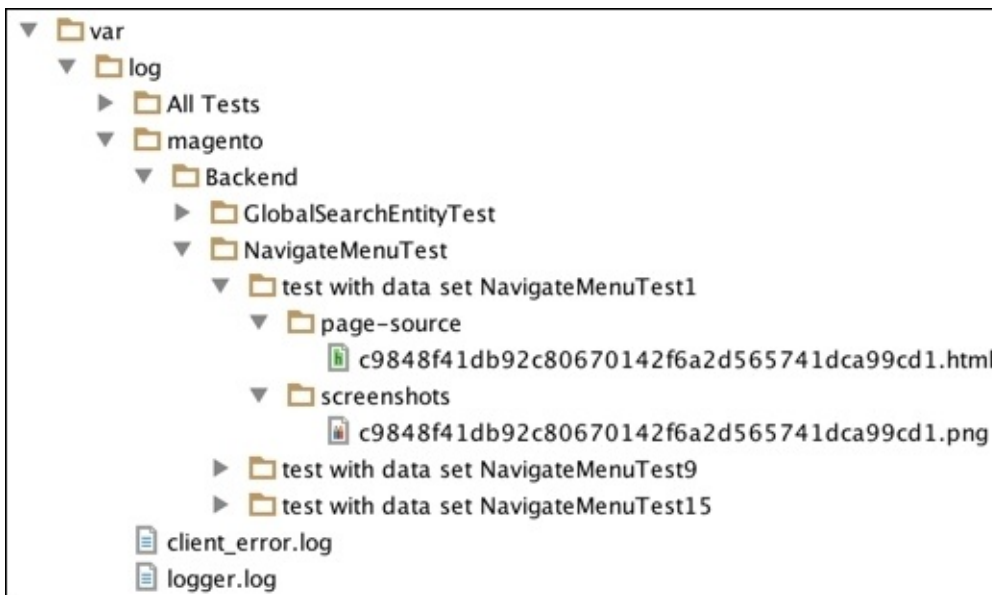 var
log
All Tests
magento
Backend
GlobalSearchEntityTest
NavigateMenuTest
test with data set NavigateMenuTest1
page-source
c9848f41db92c80670142f6a2d565741dca99cd1.html
screenshots
c9848f41db92c80670142f6a2d565741dca99cd1.png
test with data set NavigateMenuTest9
test with data set NavigateMenuTest15
client_error.log
logger.log